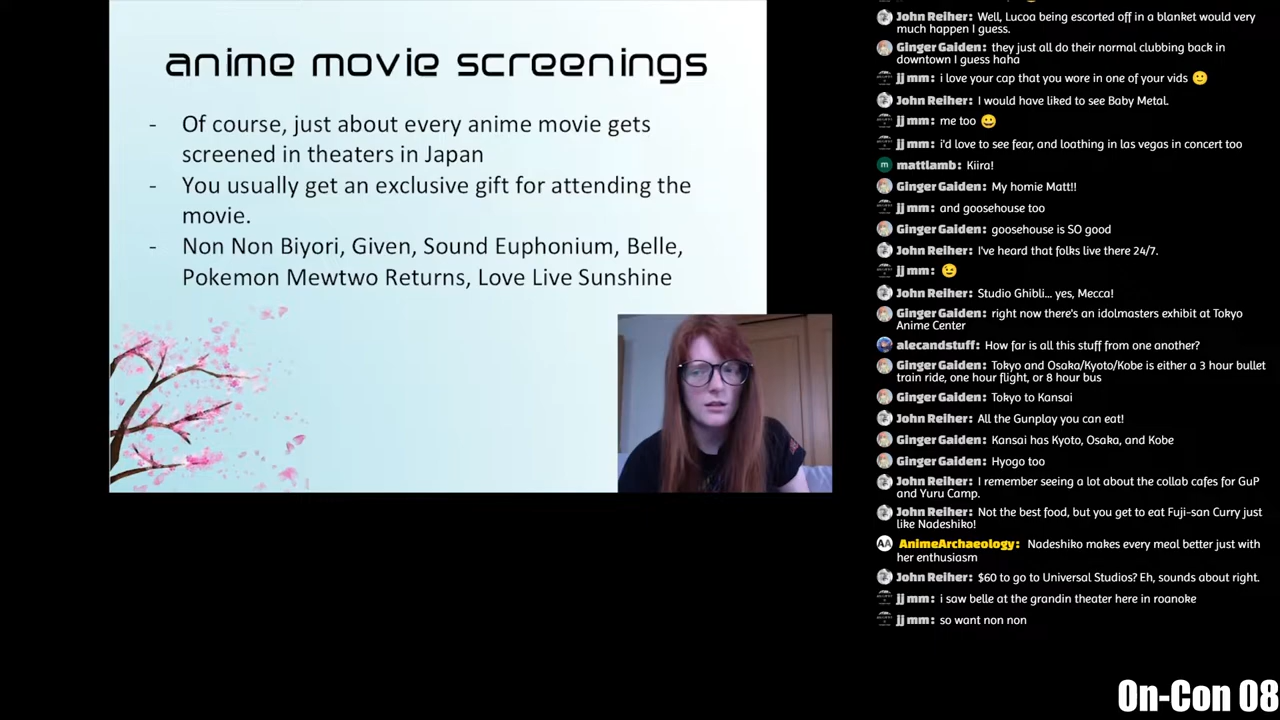 anime movie screenings
- Of course, just about every anime movie gets
screened in theaters in Japan
- You usually get an exclusive gift for attending the
movie.
- Non Non Biyori, Given, Sound Euphonium, Belle,
Pokemon Mewtwo Returns, Love Live Sunshine
John Reiher: Well, Lucoa being escorted off in a blanket would very
much happen I guess.
Ginger Gaiden: they just all do their normal clubbing back in
downtown I guess haha
jj mm: i love your cap that you wore in one of your vids 🙂
John Reiher: I would have liked to see Baby Metal.
jj mm: me too 😀
jj mm: i'd love to see fear, and loathing in las vegas in concert too
m mattlamb: Kiira!
Ginger Gaiden: My homie Matt!!
jj mm: and goosehouse too
Ginger Gaiden: goosehouse is SO good
John Reiher: I've heard that folks live there 24/7.
jj mm: 😉
John Reiher: Studio Ghibli... yes, Mecca!
Ginger Gaiden: right now there's an idolmasters exhibit at Tokyo
Anime Center
alecandstuff: How far is all this stuff from one another?
Ginger Gaiden: Tokyo and Osaka/Kyoto/Kobe is either a 3 hour bullet
train ride, one hour flight, or 8 hour bus
Ginger Gaiden: Tokyo to Kansai
John Reiher: All the Gunplay you can eat!
Ginger Gaiden: Kansai has Kyoto, Osaka, and Kobe
Ginger Gaiden: Hyogo too
John Reiher: I remember seeing a lot about the collab cafes for GuP
and Yuru Camp.
John Reiher: Not the best food, but you get to eat Fuji-san Curry just
like Nadeshiko!
AA AnimeArchaeology: Nadeshiko makes every meal better just with
her enthusiasm
John Reiher: $60 to go to Universal Studios? Eh, sounds about right.
jj mm: i saw belle at the grandin theater here in roanoke
jj mm: so want non non
On-Con 08